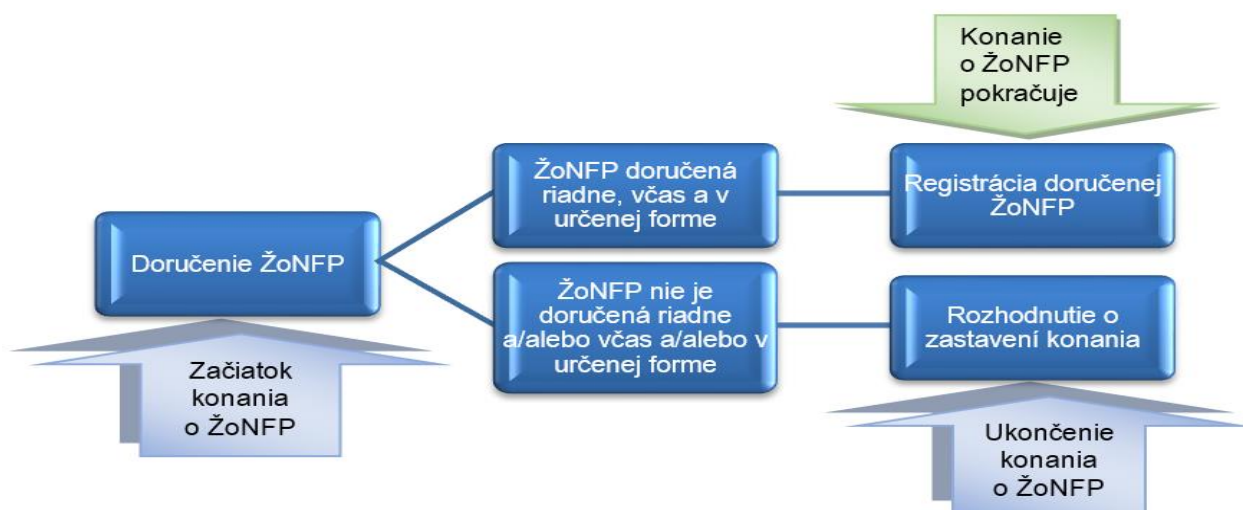 Konanie
o ŽoNFP
pokračuje
ŽoNFP doručená
riadne, včas a v
určenej forme
Registrácia doručenej
ŽoNFP
Doručenie ŽoNFP
ŽoNFP nie je
doručená riadne
a/alebo včas a/alebo v
určenej forme
Rozhodnutie o
zastavení konania
Začiatok
konania
o ŽoNFP
Ukončenie
konania
o ŽoNFP